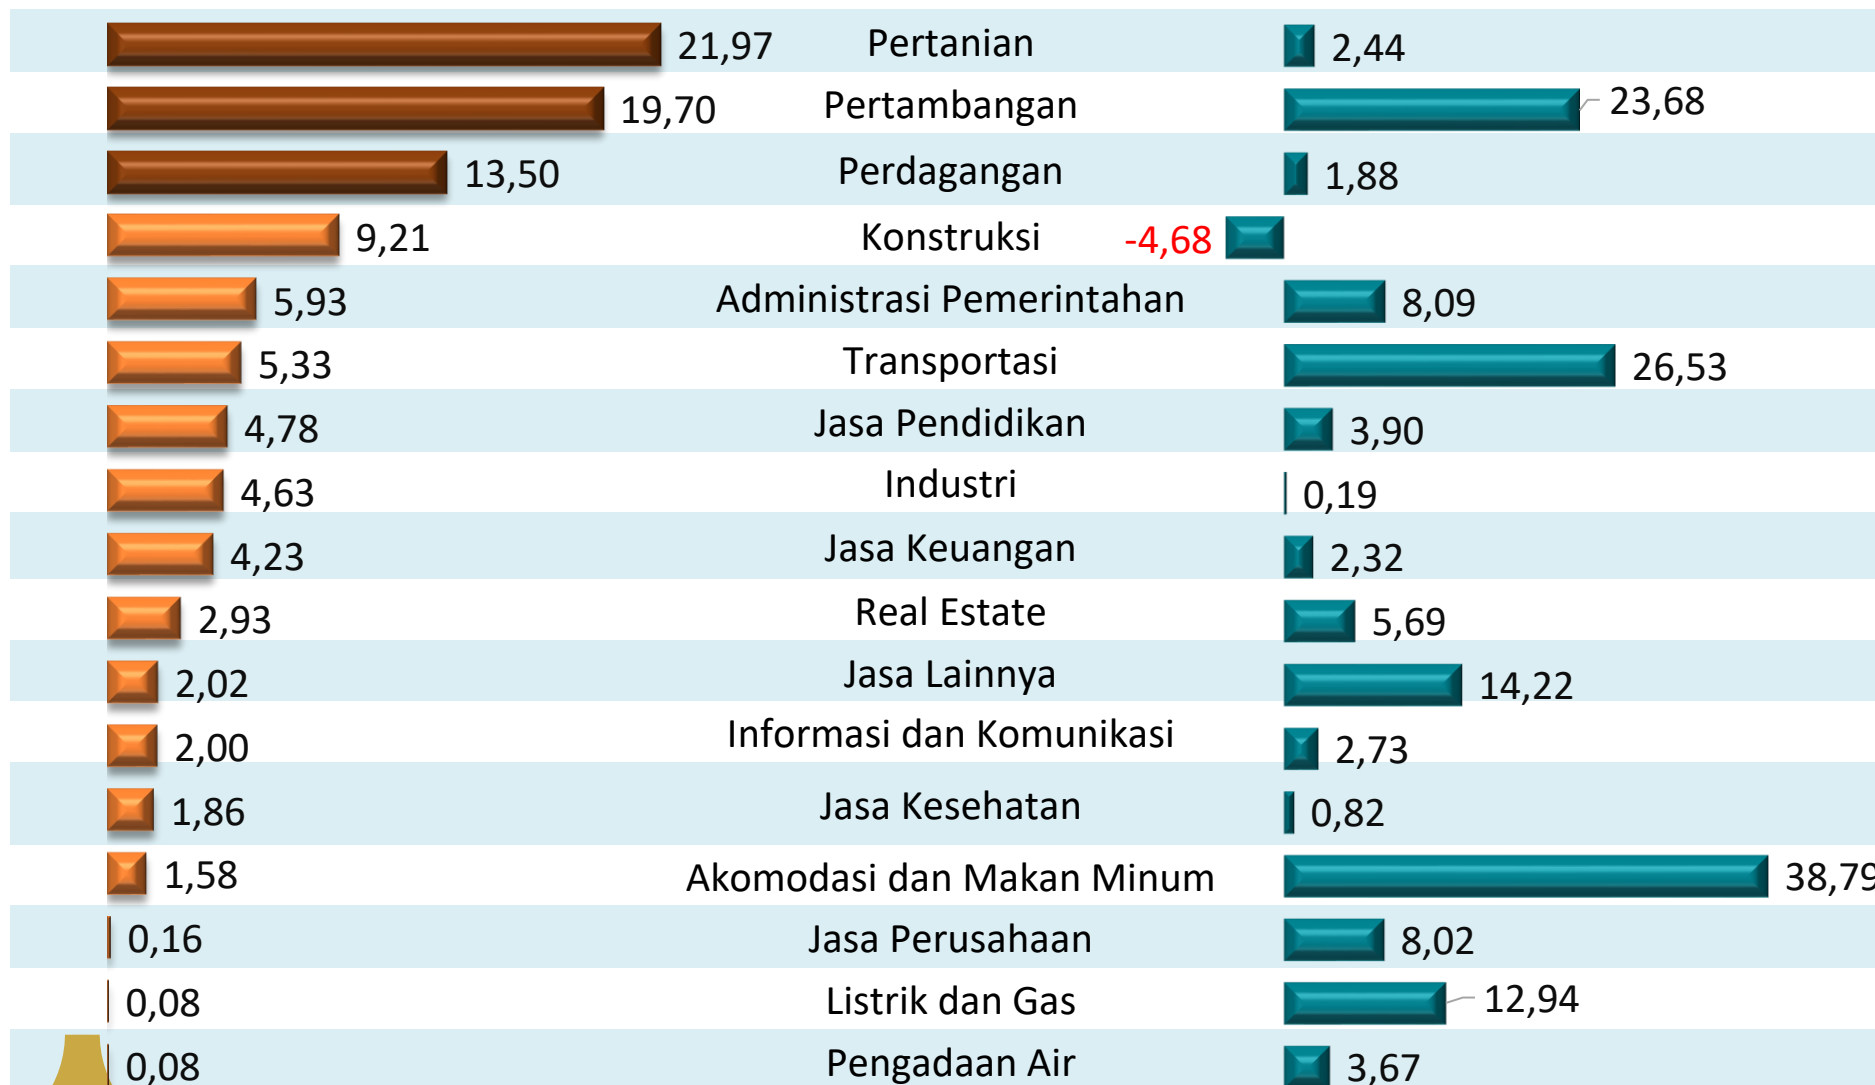 21,97 Pertanian 2,44
19,70 Pertambangan 23,68
13,50 Perdagangan 1,88
9,21 Konstruksi -4,68
5,93 Administrasi Pemerintahan 8,09
5,33 Transportasi 26,53
4,78 Jasa Pendidikan 3,90
4,63 Industri 0,19
4,23 Jasa Keuangan 2,32
2,93 Real Estate 5,69
2,02 Jasa Lainnya 14,22
2,00 Informasi dan Komunikasi 2,73
1,86 Jasa Kesehatan 0,82
1,58 Akomodasi dan Makan Minum 38,79
0,16 Jasa Perusahaan 8,02
0,08 Listrik dan Gas 12,94
0,08 Pengadaan Air 3,67